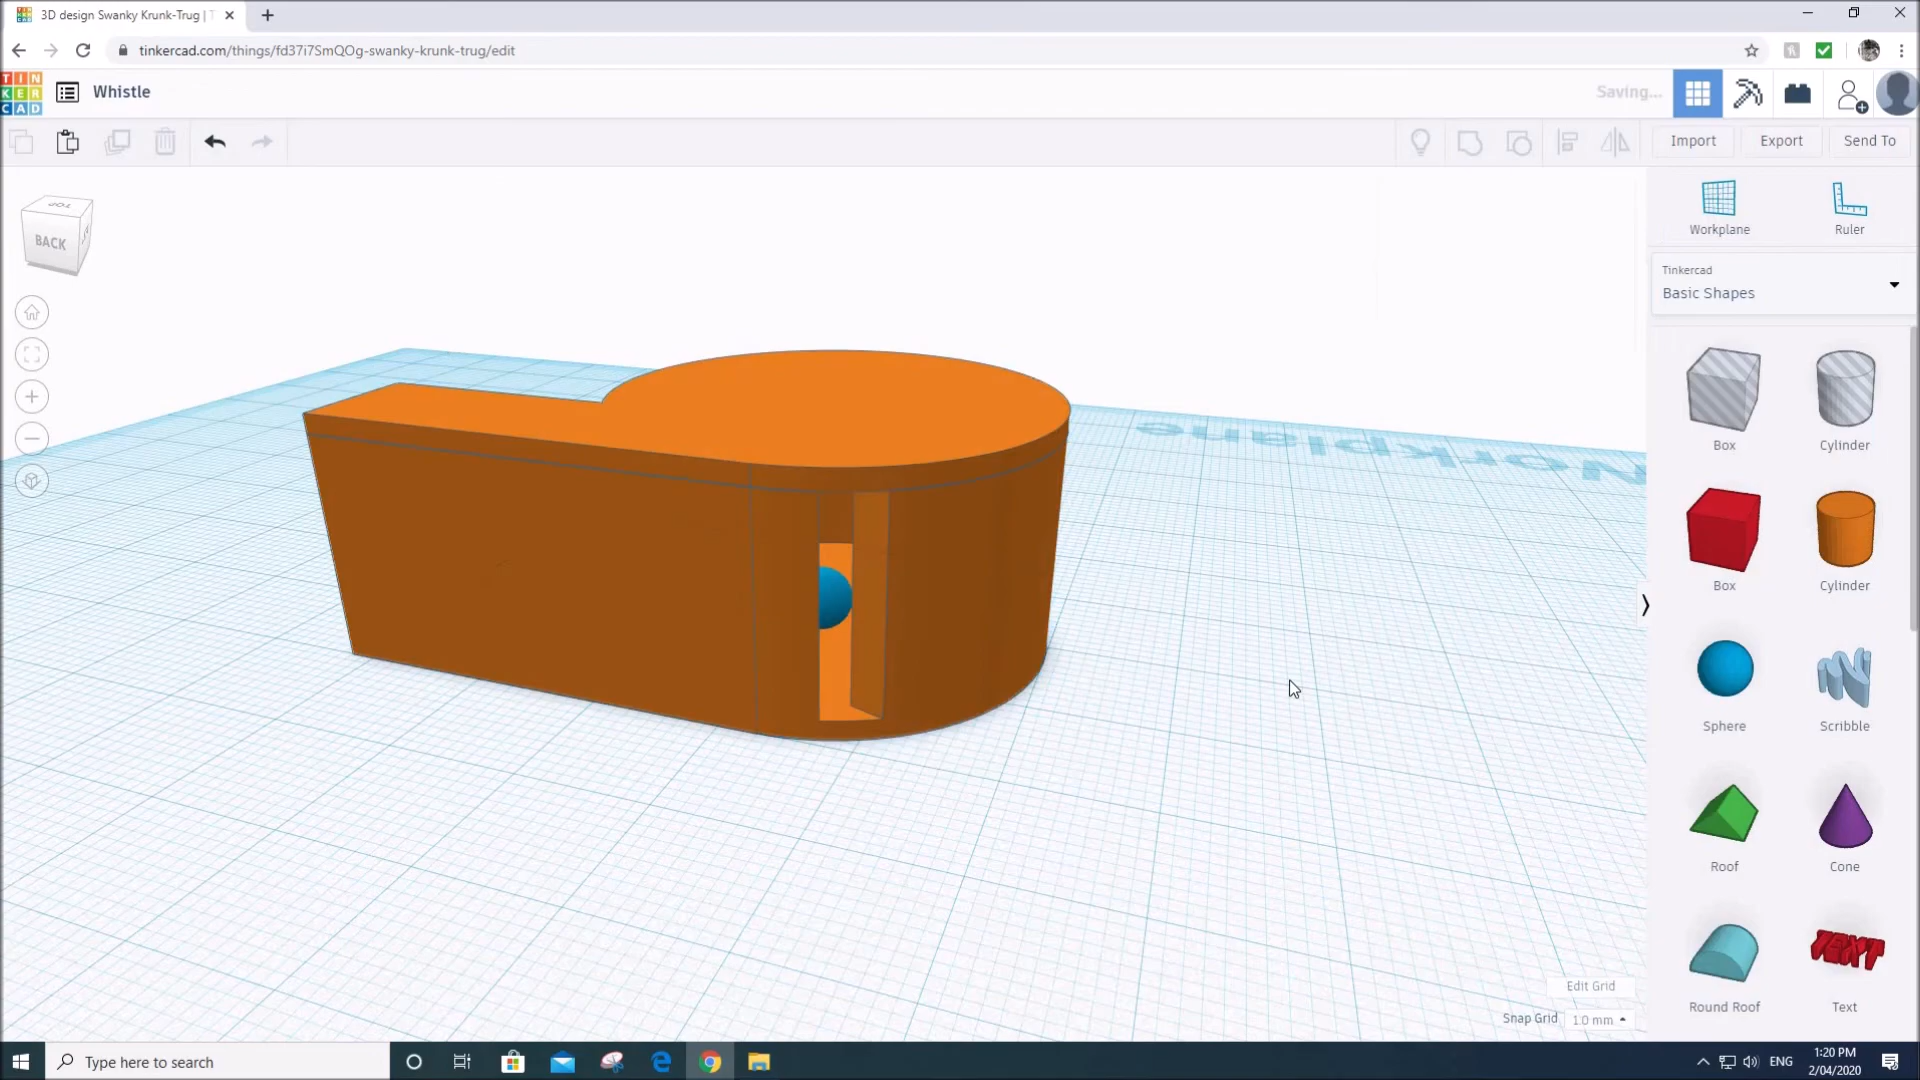 3D design Swanky Krunk-Trug | T
tinkercad.com/things/fd37i7SmQOg-swanky-krunk-trug/edit
TIN
KER
CAD
Whistle
Saving...
Import
Export
Send To
TOP
BACK
Workplane
Ruler
Tinkercad
Basic Shapes
Workplane
Box
Cylinder
Box
Cylinder
Sphere
Scribble
Roof
Cone
TEXT
Round Roof
Text
Edit Grid
Snap Grid
1.0 mm
Type here to search
ENG
1:20 PM
2/04/2020